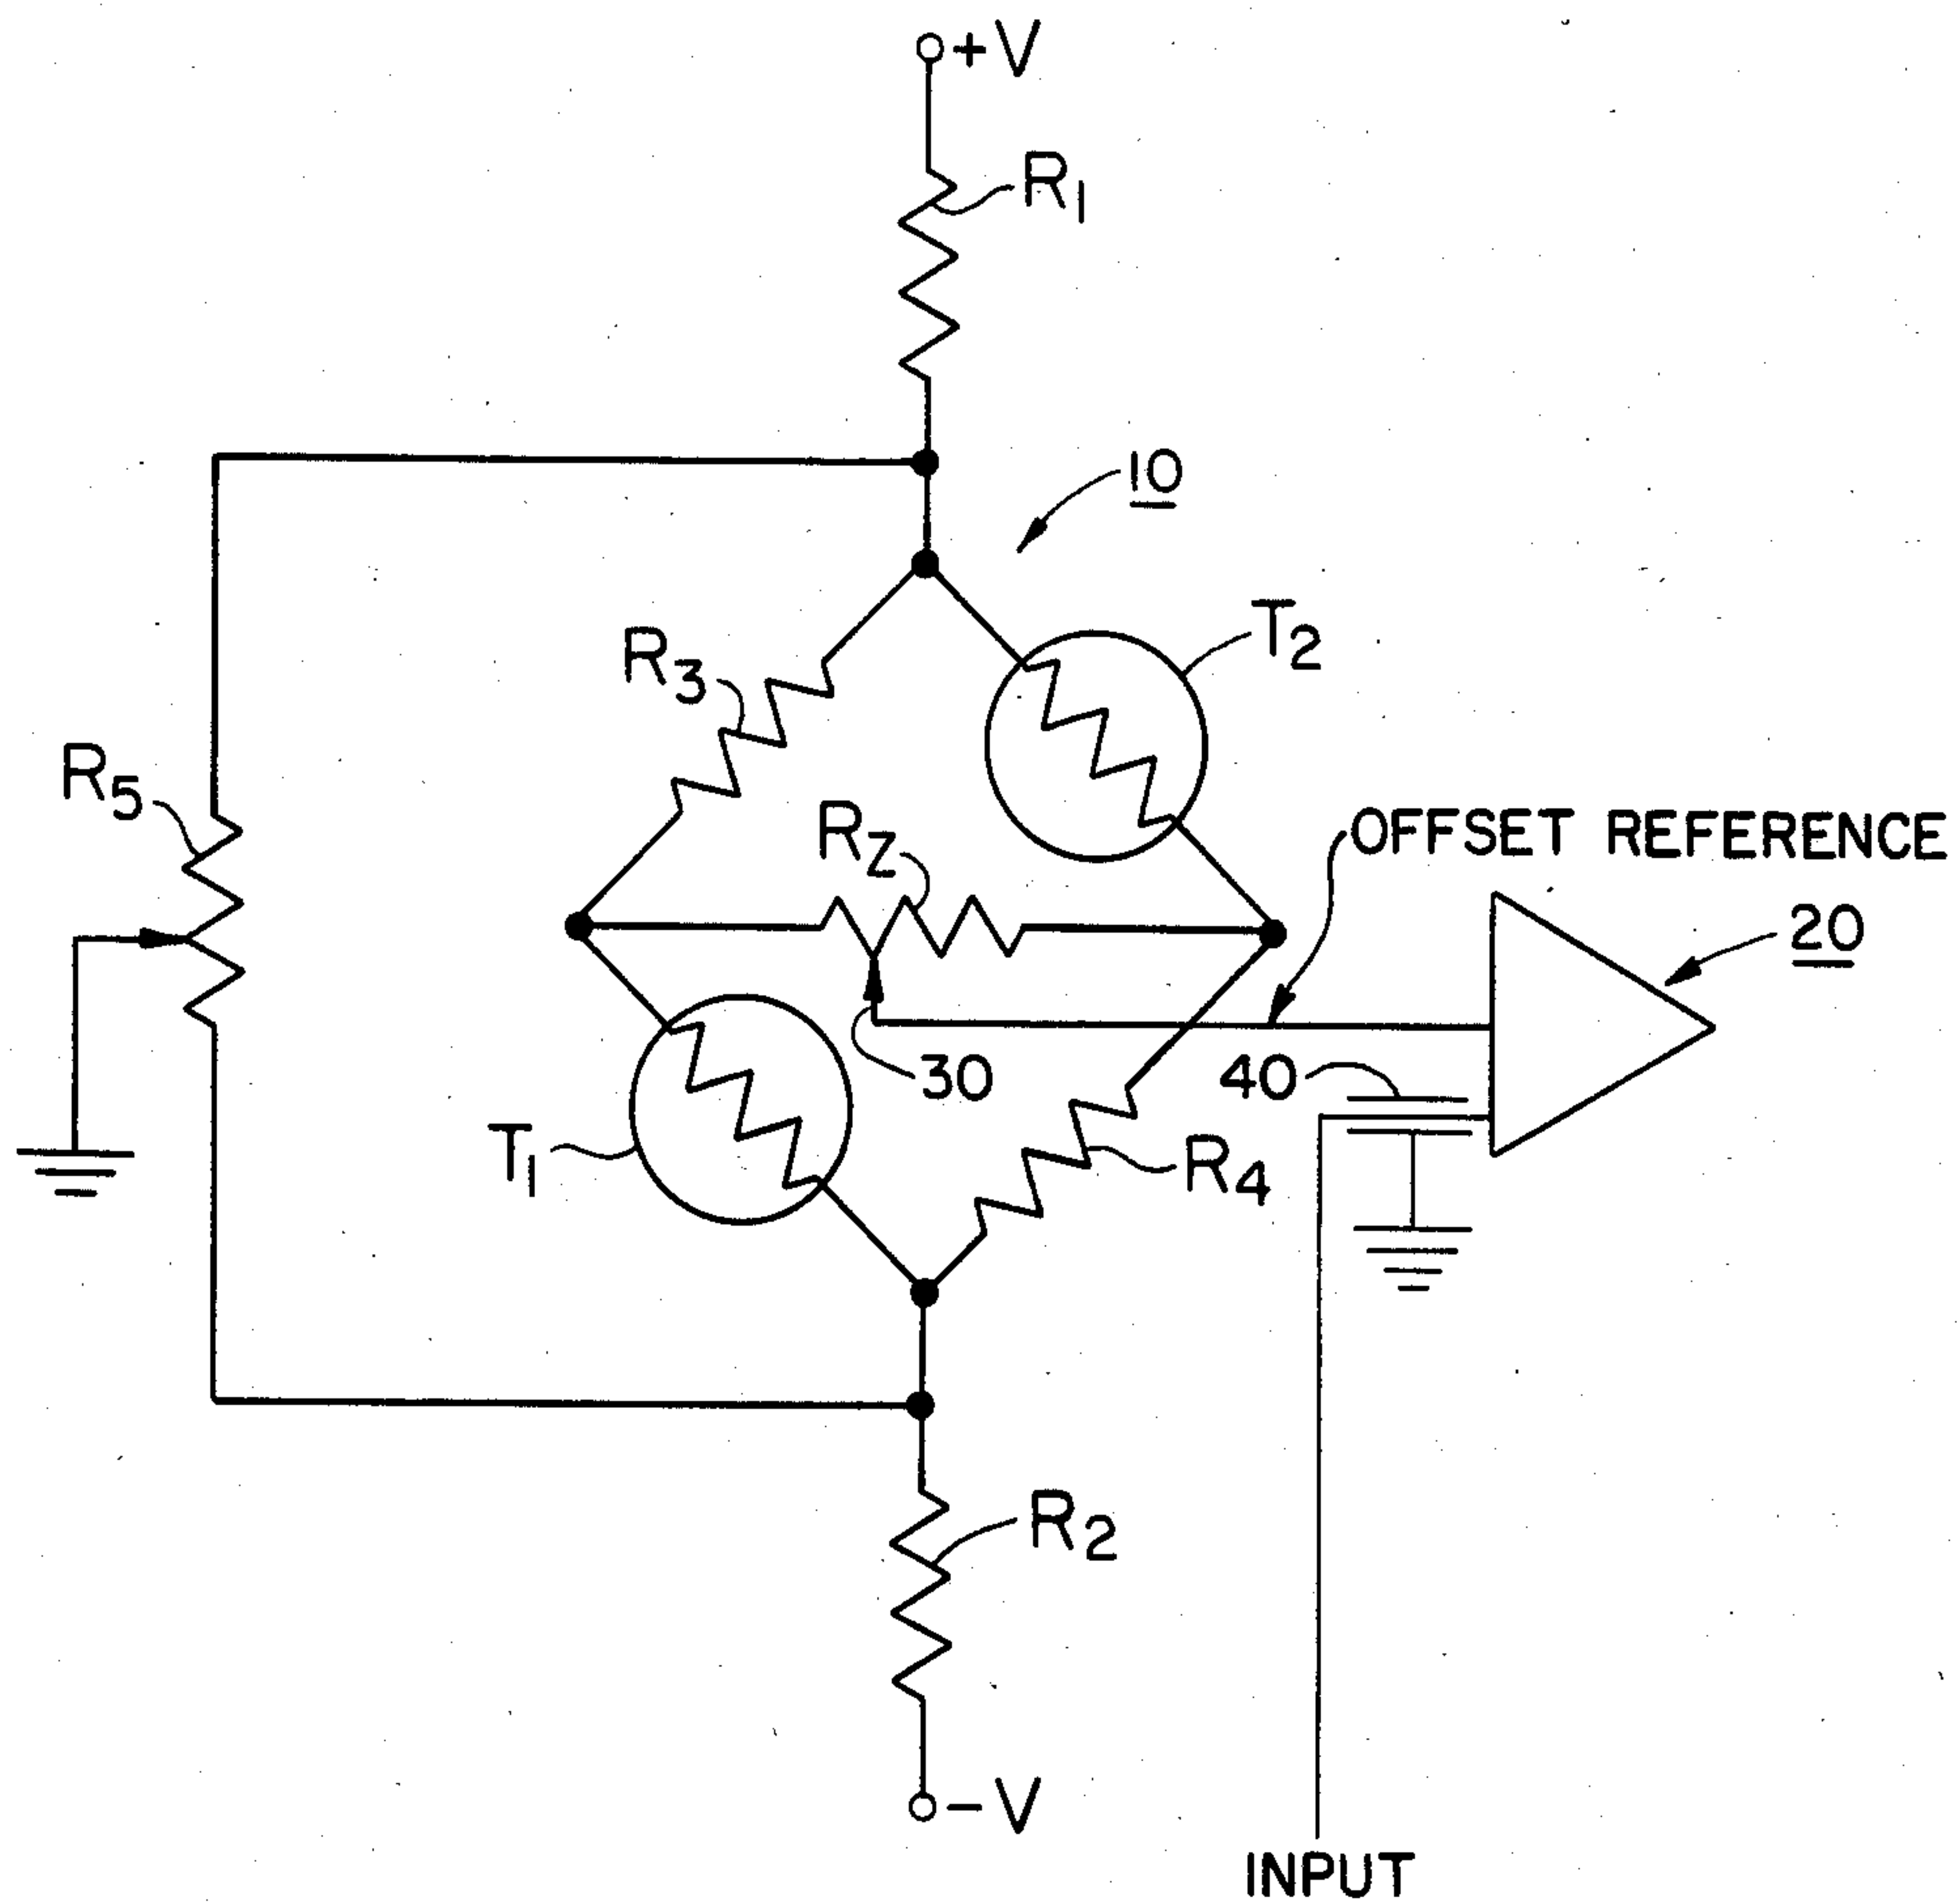 +V
R1
10
T2
R3
R5
RZ
OFFSET REFERENCE
20
30
40
T1
R4
R2
-V
INPUT